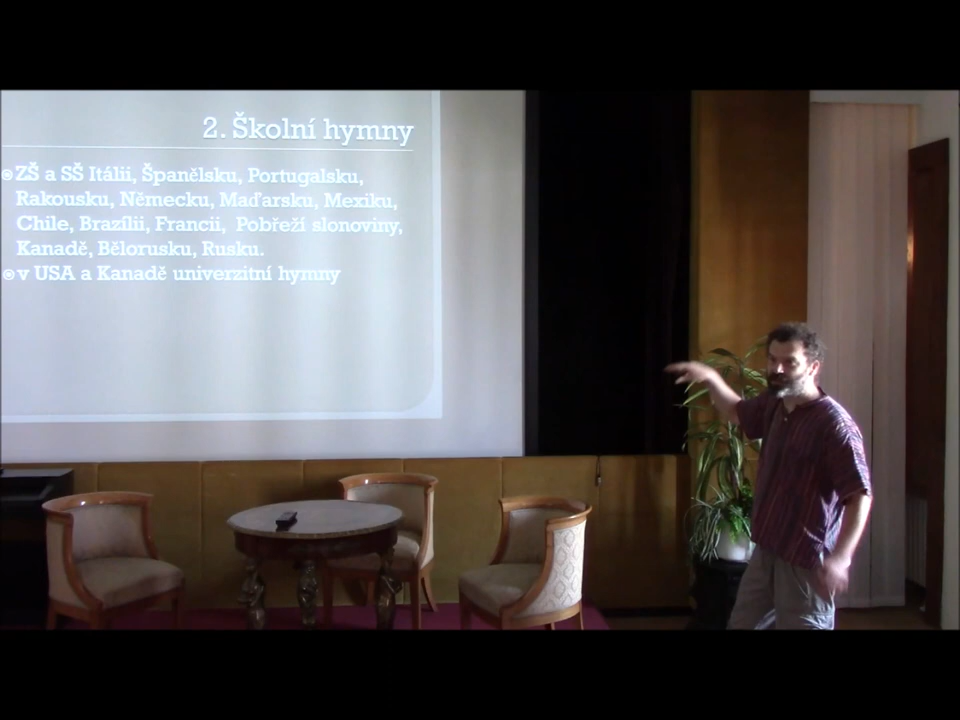 2. Školní hymny
ZŠ a SŠ Itálii, Španělsku, Portugalsku,
Rakousku, Německu, Maďarsku, Mexiku,
Chile, Brazílii, Francii, Pobřeží slonoviny,
Kanadě, Bělorusku, Rusku.
v USA a Kanadě univerzitní hymny